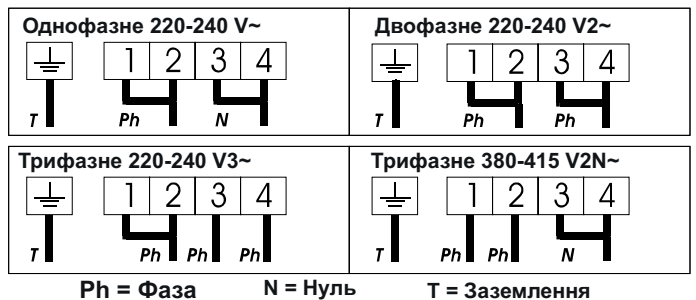 Однофазне 220-240 V~
1 2 3 4
T Ph N
Двофазне 220-240 V2~
1 2 3 4
T Ph Ph
Трифазне 220-240 V3~
1 2 3 4
T Ph Ph Ph
Трифазне 380-415 V2N~
1 2 3 4
T Ph Ph N
Ph = Фаза N = Нуль T = Заземлення